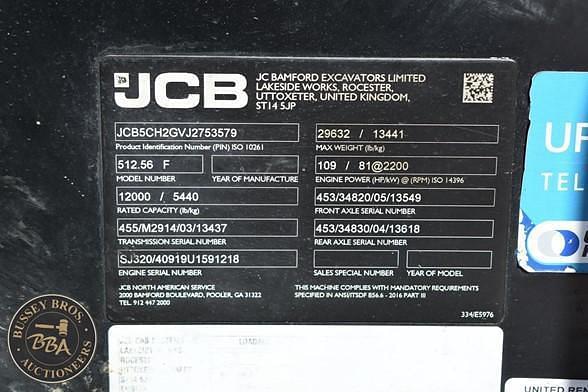 JCB
JC BAMFORD EXCAVATORS LIMITED
LAKESIDE WORKS, ROCESTER,
UTTOXETER, UNITED KINGDOM,
ST14 5JP
JCB5CH2GVJ2753579
Product Identification Number (PIN) ISO 10261
512.56 F
MODEL NUMBER
YEAR OF MANUFACTURE
12000 / 5440
RATED CAPACITY (lb/kg)
455/M2914/03/13437
TRANSMISSION SERIAL NUMBER
SJ320/40919U1591218
ENGINE SERIAL NUMBER
29632 / 13441
MAX WEIGHT (lb/kg)
109 / 81@2200
ENGINE POWER (HP/kW) @ (RPM) ISO 14396
453/34820/05/13549
FRONT AXLE SERIAL NUMBER
453/34830/04/13618
REAR AXLE SERIAL NUMBER
SALES SPECIAL NUMBER
YEAR OF MODEL
JCB NORTH AMERICAN SERVICE
2000 BAMFORD BOULEVARD, POOLER, GA 31322
TEL. 912 447 2000
THIS MACHINE COMPLIES WITH MANDATORY REQUIREMENTS
SPECIFIED IN ANSI/ITSDF B56.6 - 2016 PART III
334/E5976
UP
TEL
UNITED REN
BUSSEY BROS.
BBA
AUCTIONEERS